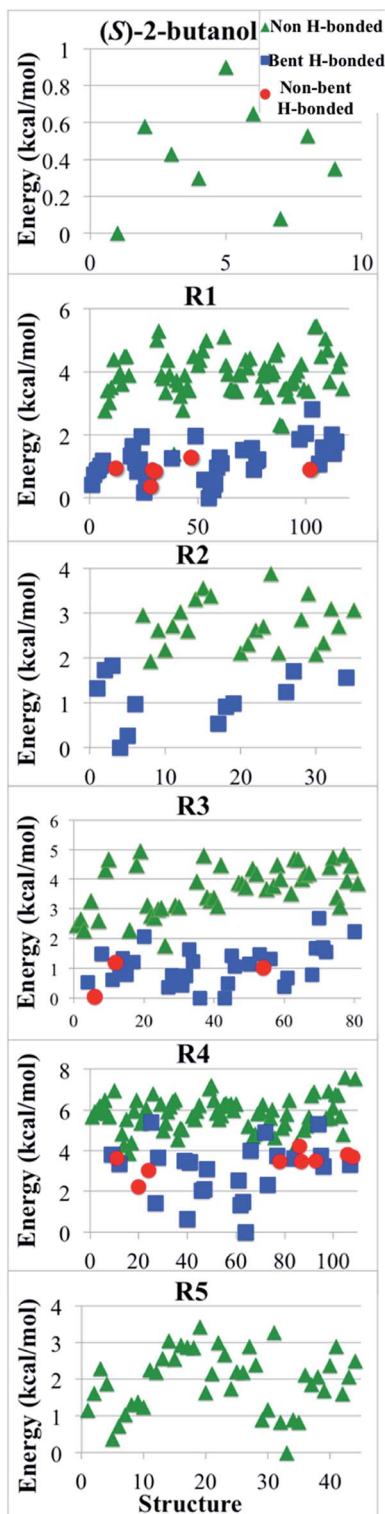 (S)-2-butanol
Non H-bonded
Bent H-bonded
Non-bent
H-bonded
Energy (kcal/mol)
1
0.8
0.6
0.4
0.2
0
0 5 10
R1
Energy (kcal/mol)
6
4
2
0
0 50 100
R2
Energy (kcal/mol)
4
3
2
1
0
0 10 20 30
R3
Energy (kcal/mol)
6
5
4
3
2
1
0
0 20 40 60 80
R4
Energy (kcal/mol)
8
6
4
2
0
0 20 40 60 80 100
R5
Energy (kcal/mol)
4
3
2
1
0
0 10 20 30 40
Structure